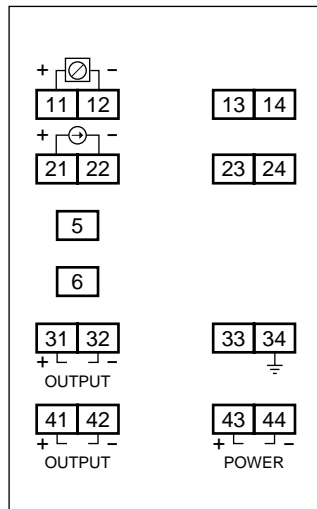 + −
11 12 13 14
+ −
21 22 23 24
5
6
31 32 33 34
+ −
OUTPUT
41 42 43 44
+ − + −
OUTPUT POWER